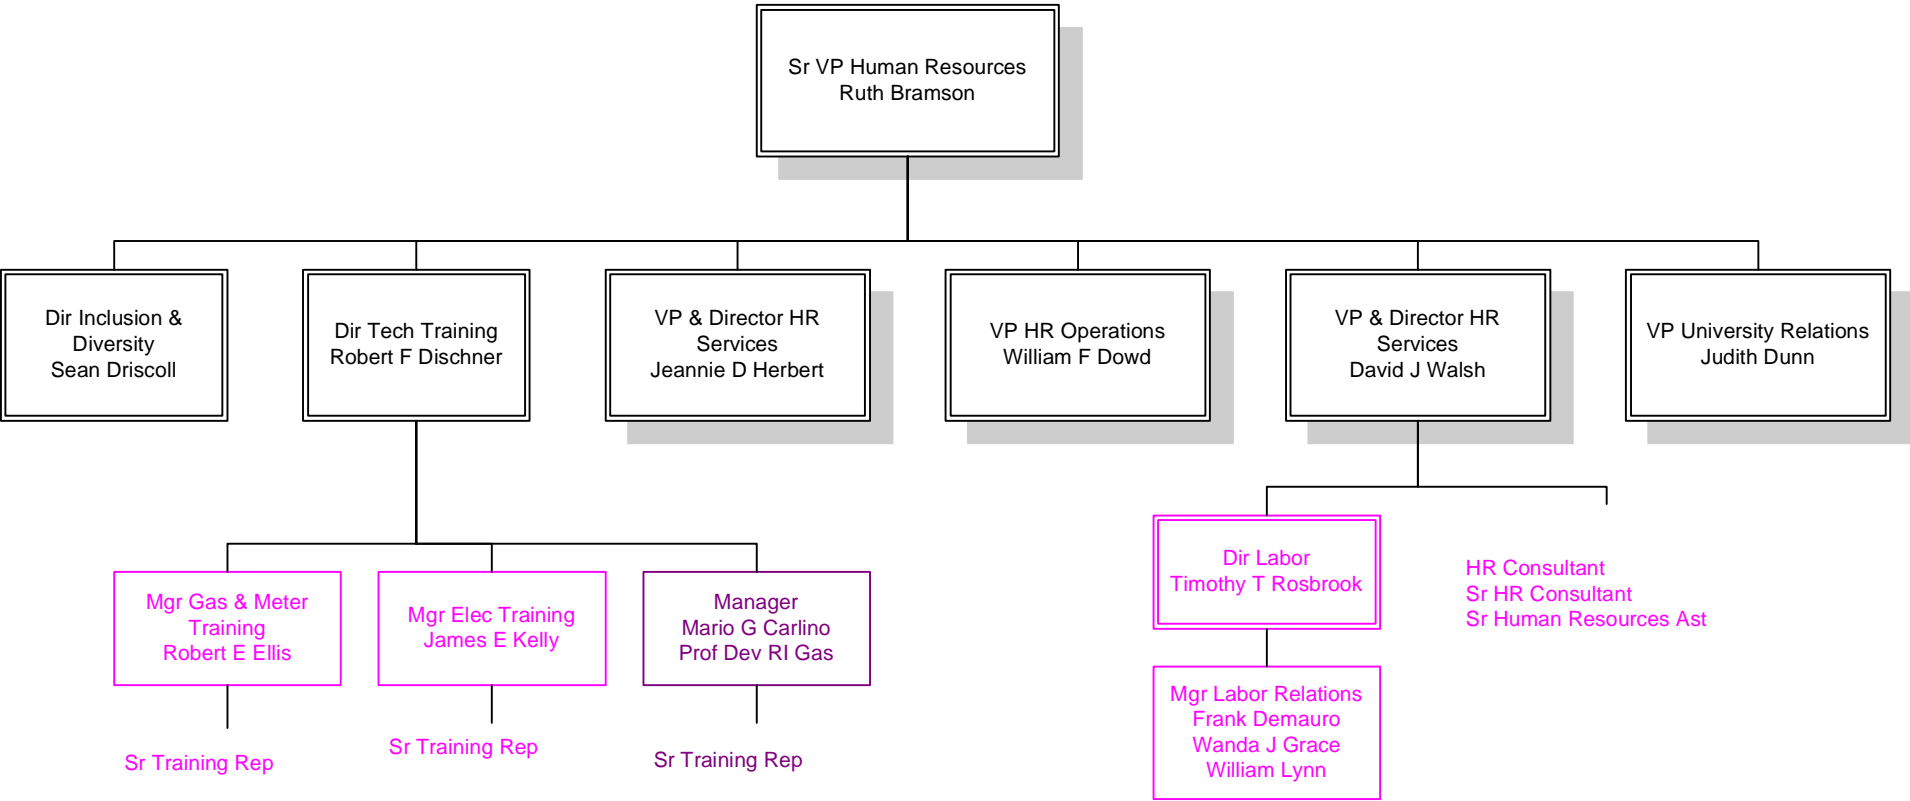 Sr VP Human Resources
Ruth Bramson
Dir Inclusion &
Diversity
Sean Driscoll
Dir Tech Training
Robert F Dischner
VP & Director HR
Services
Jeannie D Herbert
VP HR Operations
William F Dowd
VP & Director HR
Services
David J Walsh
VP University Relations
Judith Dunn
Mgr Gas & Meter
Training
Robert E Ellis
Mgr Elec Training
James E Kelly
Manager
Mario G Carlino
Prof Dev RI Gas
Dir Labor
Timothy T Rosbrook
HR Consultant
Sr HR Consultant
Sr Human Resources Ast
Sr Training Rep
Sr Training Rep
Sr Training Rep
Mgr Labor Relations
Frank Demauro
Wanda J Grace
William Lynn